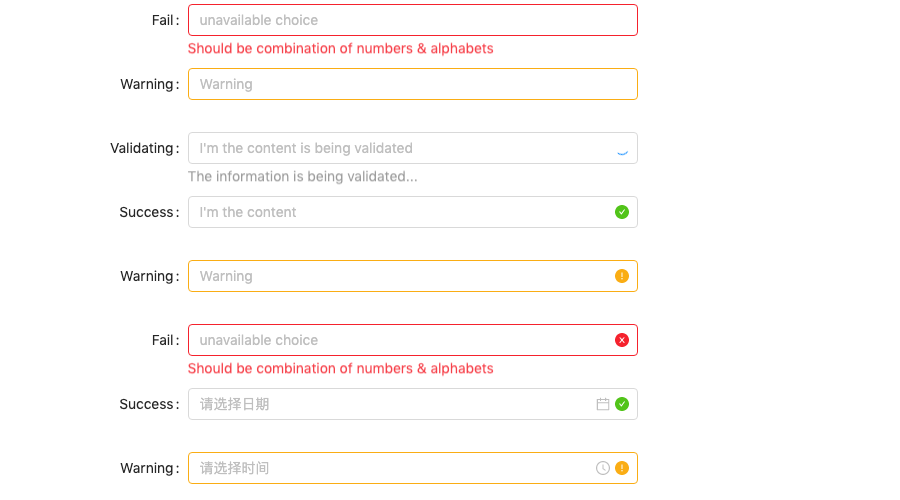 Fail: unavailable choice
Should be combination of numbers & alphabets
Warning: Warning
Validating: I'm the content is being validated
The information is being validated...
Success: I'm the content
Warning: Warning
Fail: unavailable choice
Should be combination of numbers & alphabets
Success: 请选择日期
Warning: 请选择时间